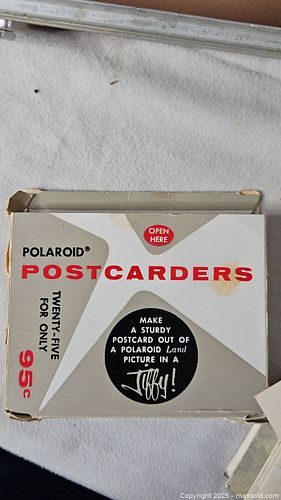 OPEN
HERE
POLAROID®
POSTCARDERS
TWENTY-FIVE
FOR ONLY
95c
MAKE
A STURDY
POSTCARD OUT OF
A POLAROID Land
PICTURE IN A
Jiffy!
Copyright © 2025 - maxsold.com